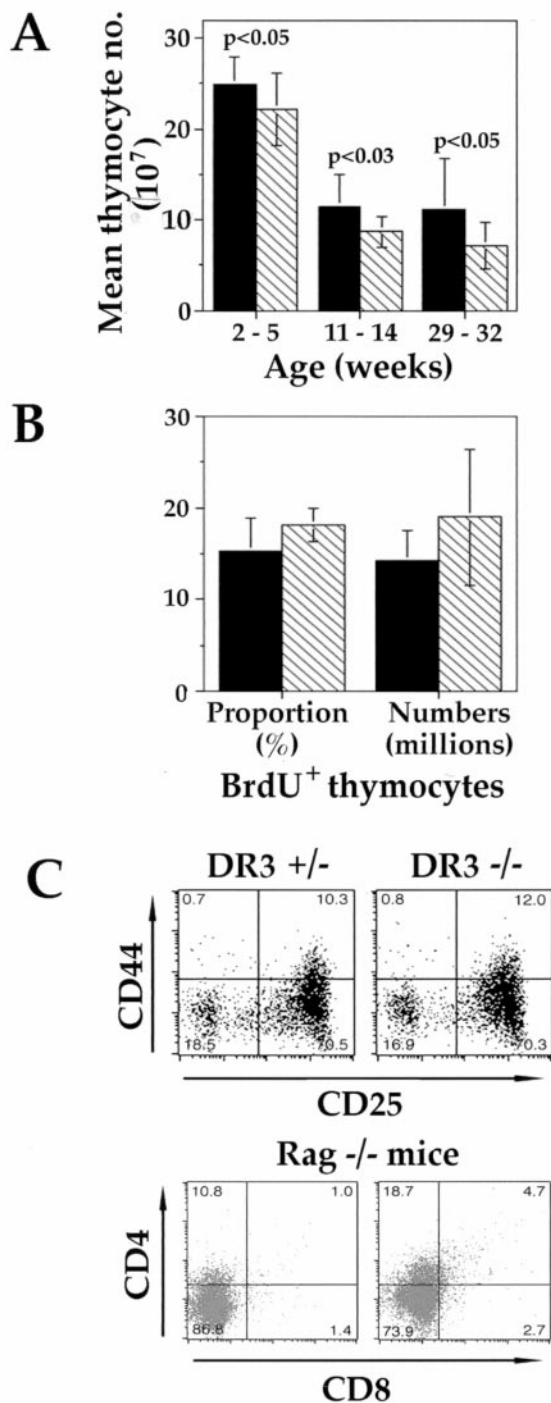 A
Mean thymocyte no.
(10⁷)
30
20
10
0
p<0.05
p<0.03
p<0.05
2 - 5
11 - 14
29 - 32
Age (weeks)
B
30
20
10
0
Proportion
(%)
Numbers
(millions)
BrdU⁺ thymocytes
C
DR3 +/-
DR3 -/-
CD44
0.7
10.3
18.5
70.5
0.8
12.0
16.9
70.3
CD25
Rag -/- mice
CD4
10.8
1.0
86.8
1.4
18.7
4.7
73.9
2.7
CD8